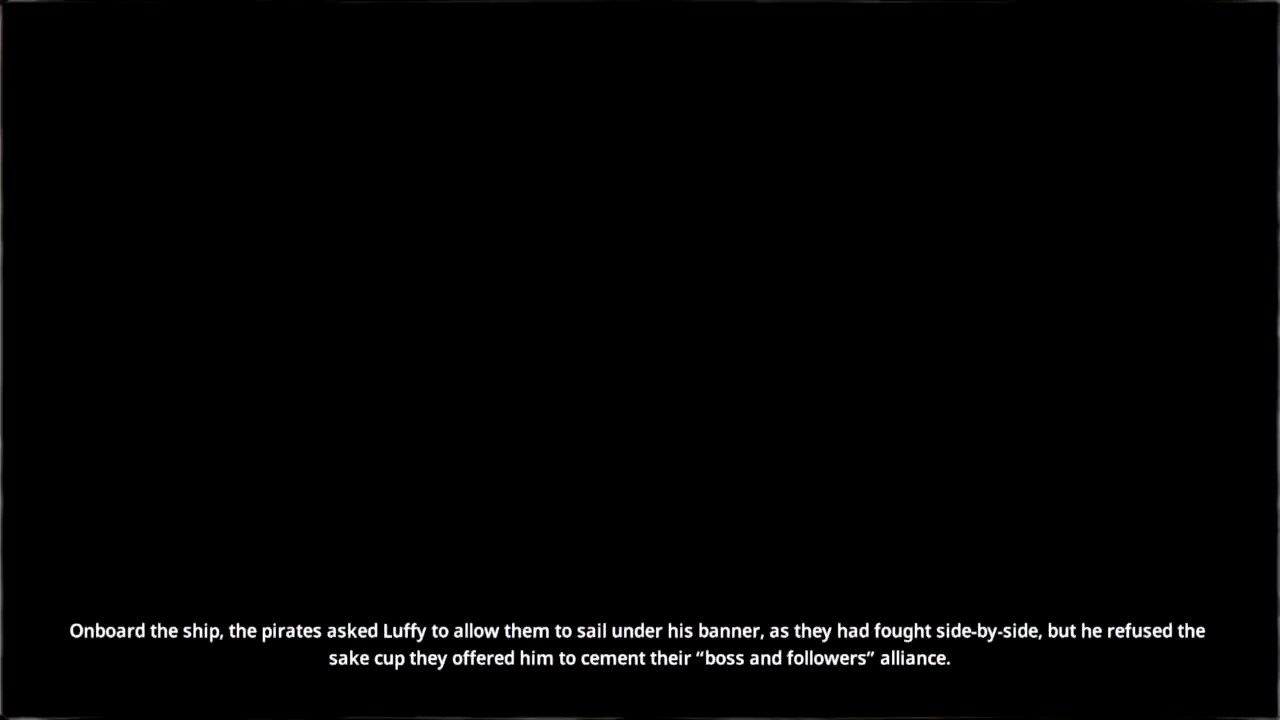 Onboard the ship, the pirates asked Luffy to allow them to sail under his banner, as they had fought side-by-side, but he refused the
sake cup they offered him to cement their “boss and followers” alliance.